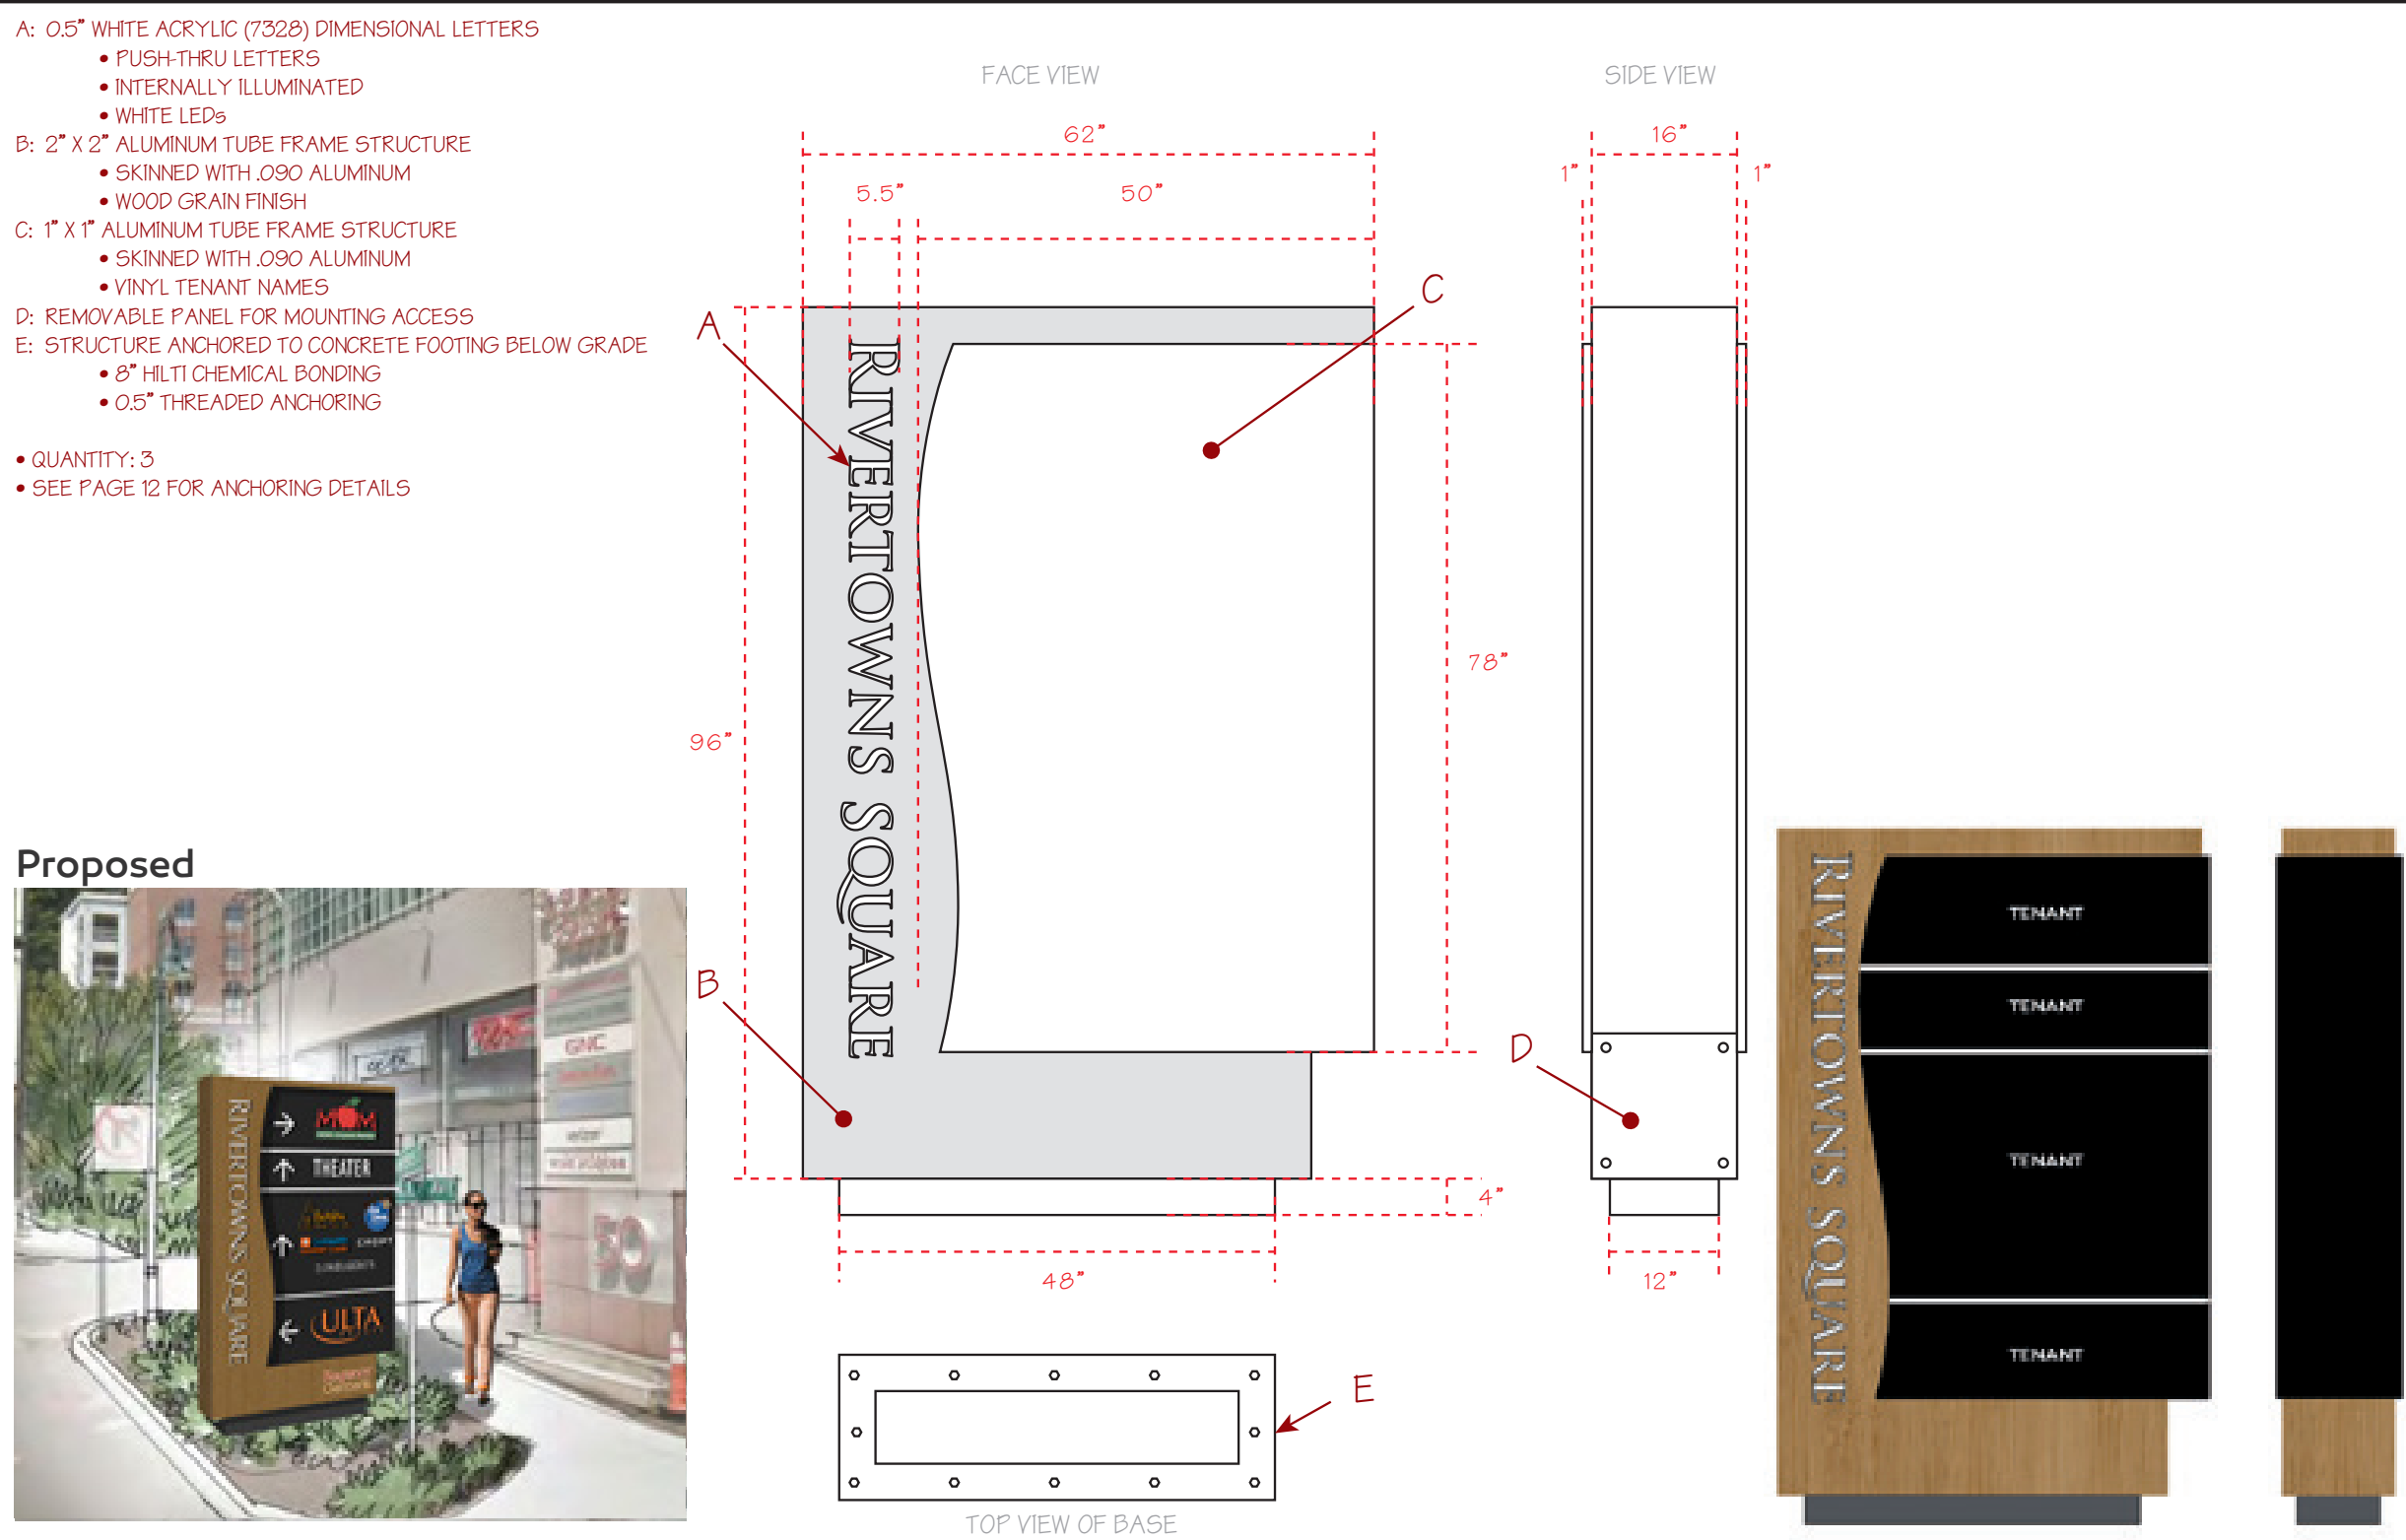 A: 0.5" WHITE ACRYLIC (7328) DIMENSIONAL LETTERS
• PUSH-THRU LETTERS
• INTERNALLY ILLUMINATED
• WHITE LEDs
B: 2" X 2" ALUMINUM TUBE FRAME STRUCTURE
• SKINNED WITH .090 ALUMINUM
• WOOD GRAIN FINISH
C: 1" X 1" ALUMINUM TUBE FRAME STRUCTURE
• SKINNED WITH .090 ALUMINUM
• VINYL TENANT NAMES
D: REMOVABLE PANEL FOR MOUNTING ACCESS
E: STRUCTURE ANCHORED TO CONCRETE FOOTING BELOW GRADE
• 8" HILTI CHEMICAL BONDING
• 0.5" THREADED ANCHORING
• QUANTITY: 3
• SEE PAGE 12 FOR ANCHORING DETAILS
FACE VIEW
62"
5.5"
50"
A
C
RIVERTOWNS SQUARE
96"
78"
B
4"
48"
E
TOP VIEW OF BASE
SIDE VIEW
16"
1"
1"
D
12"
Proposed
RIVERTOWNS SQUARE
MOM
THEATER
ULTA
GNC
50
RIVERTOWNS SQUARE
TENANT
TENANT
TENANT
TENANT